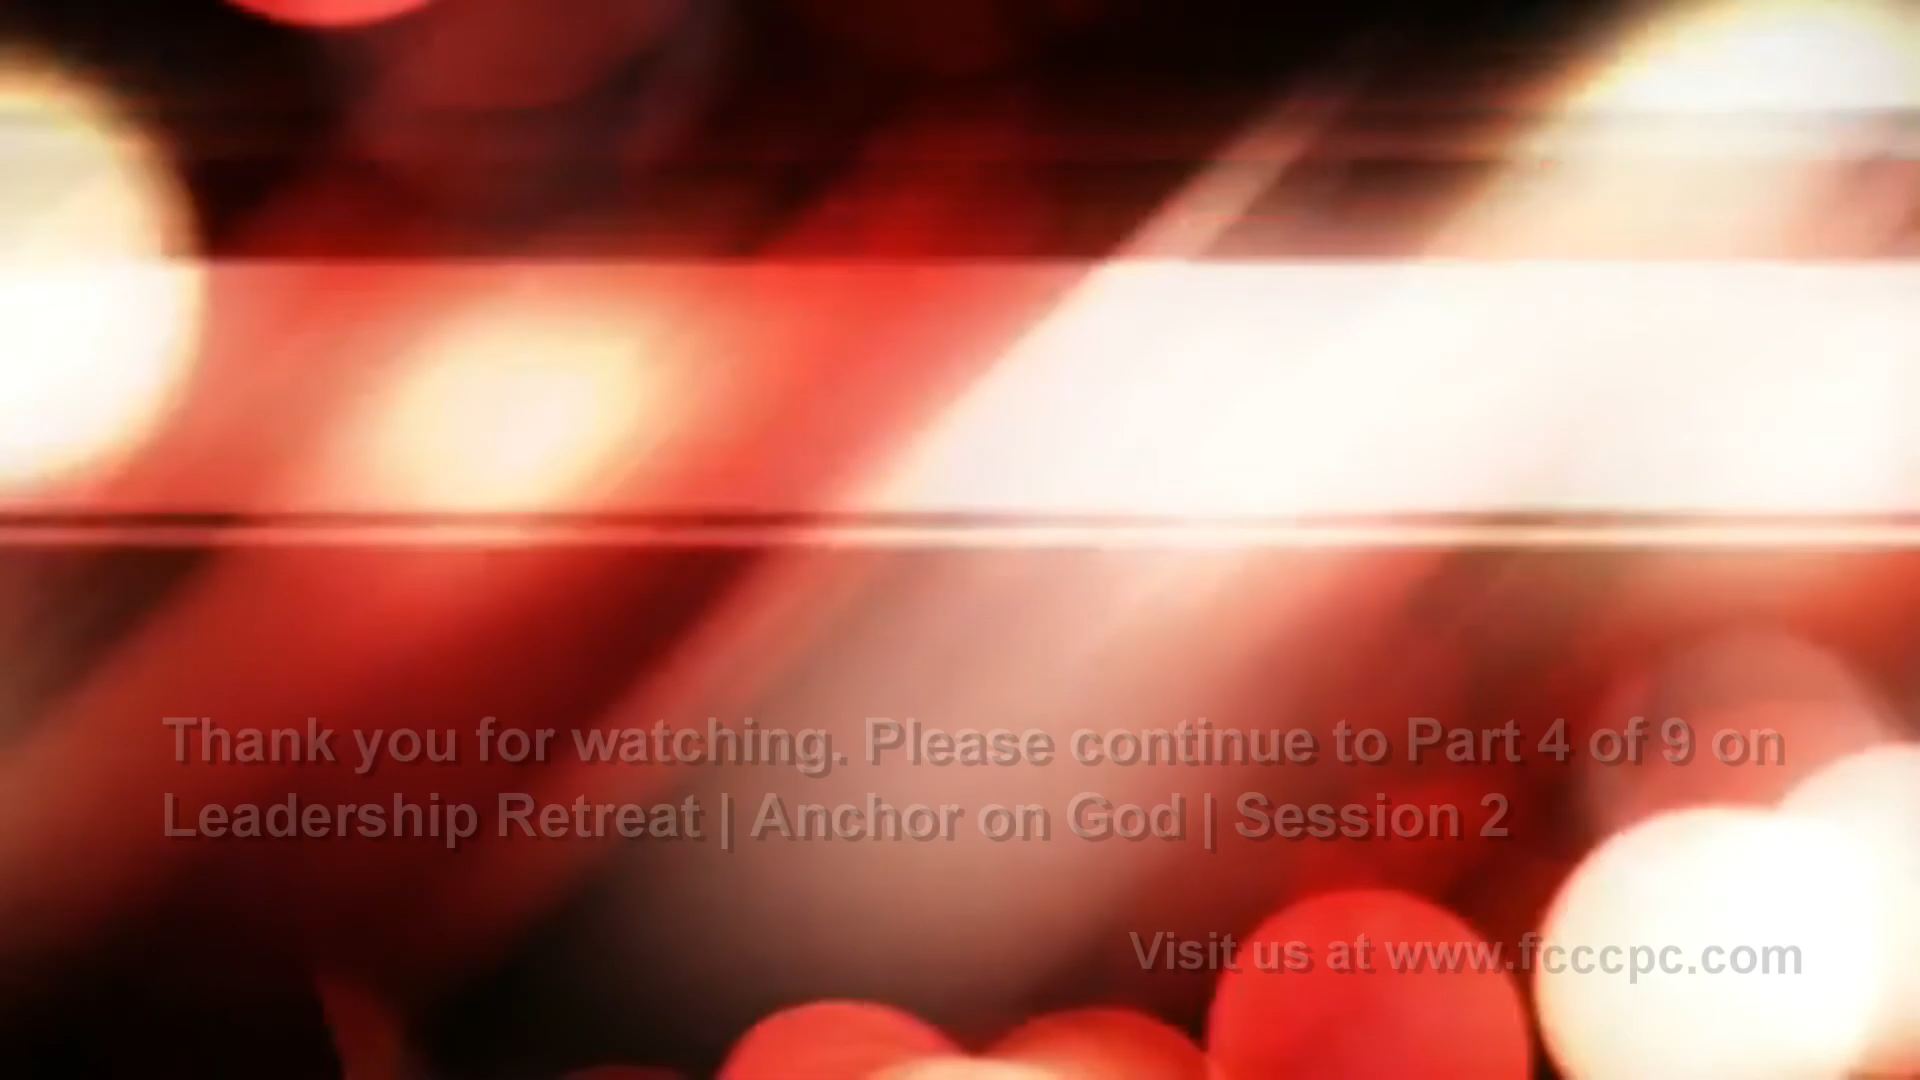 Thank you for watching. Please continue to Part 4 of 9 on
Leadership Retreat | Anchor on God | Session 2
Visit us at www.fcccpc.com